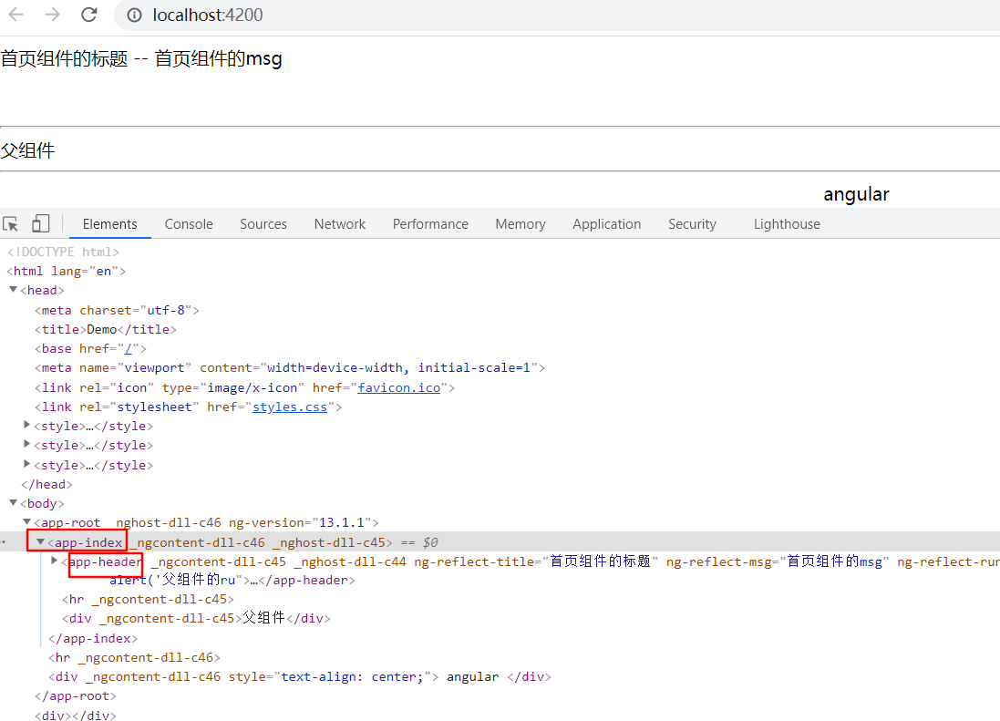 localhost:4200
首页组件的标题 -- 首页组件的msg
父组件
angular
Elements Console Sources Network Performance Memory Application Security Lighthouse
<!DOCTYPE html>
<html lang="en">
<head>
<meta charset="utf-8">
<title>Demo</title>
<base href="/">
<meta name="viewport" content="width=device-width, initial-scale=1">
<link rel="icon" type="image/x-icon" href="favicon.ico">
<link rel="stylesheet" href="styles.css">
<style>…</style>
<style>…</style>
<style>…</style>
</head>
<body>
<app-root _nghost-dll-c46 ng-version="13.1.1">
<app-index _ngcontent-dll-c46 _nghost-dll-c45> == $0
<app-header _ngcontent-dll-c45 _nghost-dll-c44 ng-reflect-title="首页组件的标题" ng-reflect-msg="首页组件的msg" ng-reflect-run
alert('父组件的ru">…</app-header>
<hr _ngcontent-dll-c45>
<div _ngcontent-dll-c45>父组件</div>
</app-index>
<hr _ngcontent-dll-c46>
<div _ngcontent-dll-c46 style="text-align: center;"> angular </div>
</app-root>
<div></div>